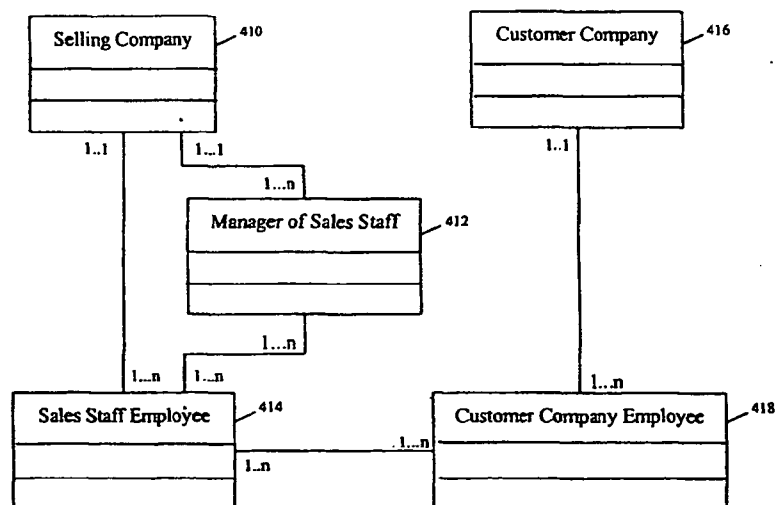 Selling Company
410
Customer Company
416
1..1
1...1
1..1
1...n
Manager of Sales Staff
412
1...n
1...n
1...n
1...n
Sales Staff Employee
414
Customer Company Employee
418
1...n
1..n